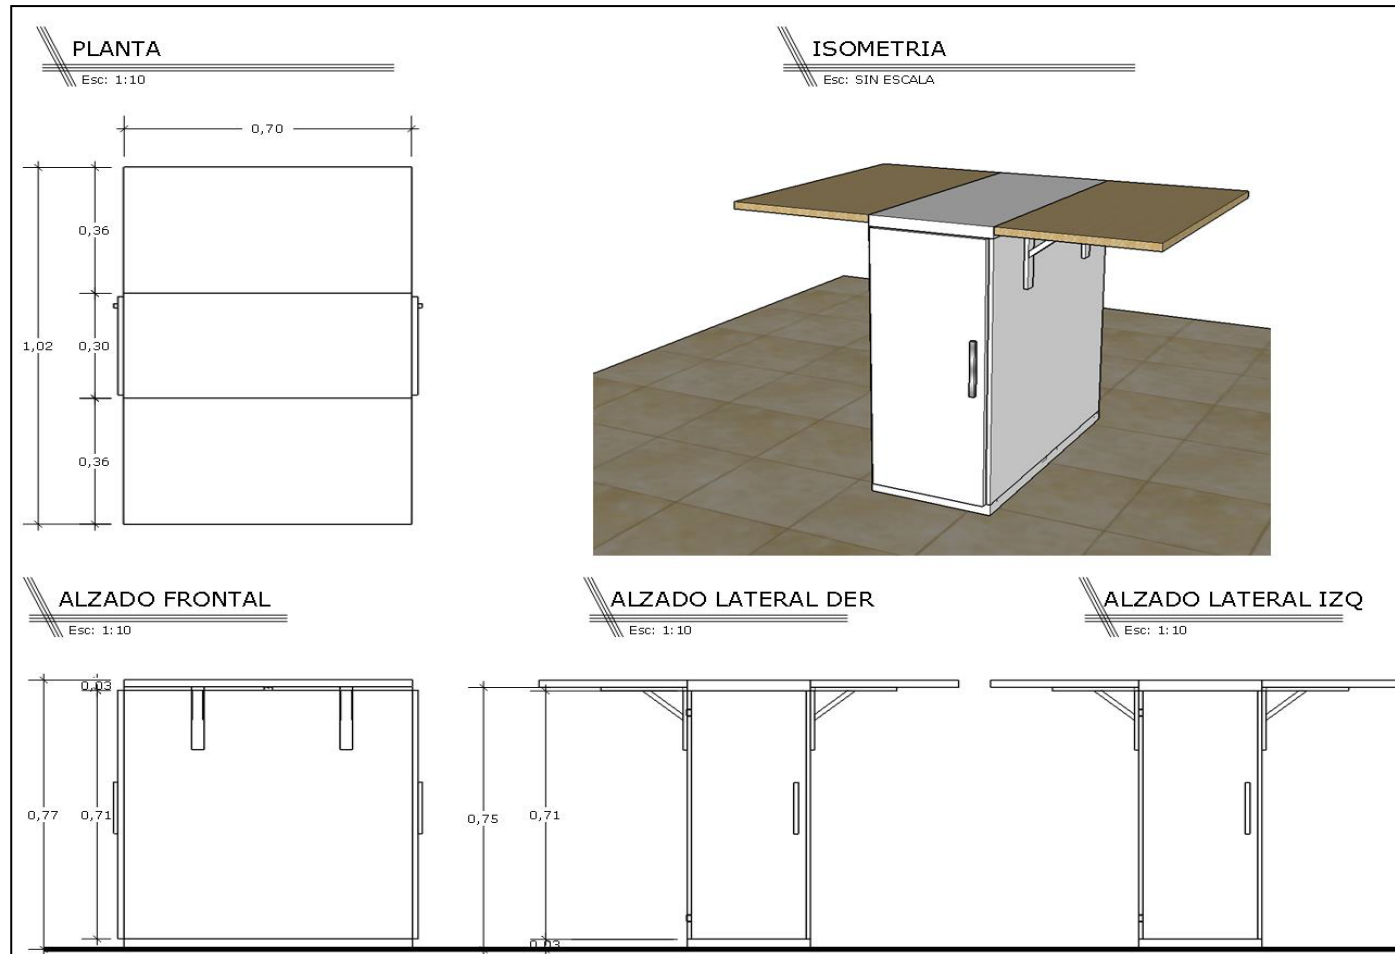 PLANTA
Esc: 1:10
ISOMETRIA
Esc: SIN ESCALA
0,70
0,36
1,02
0,30
0,36
ALZADO FRONTAL
Esc: 1:10
ALZADO LATERAL DER
Esc: 1:10
ALZADO LATERAL IZQ
Esc: 1:10
0,03
0,77
0,71
0,75
0,71
0,03